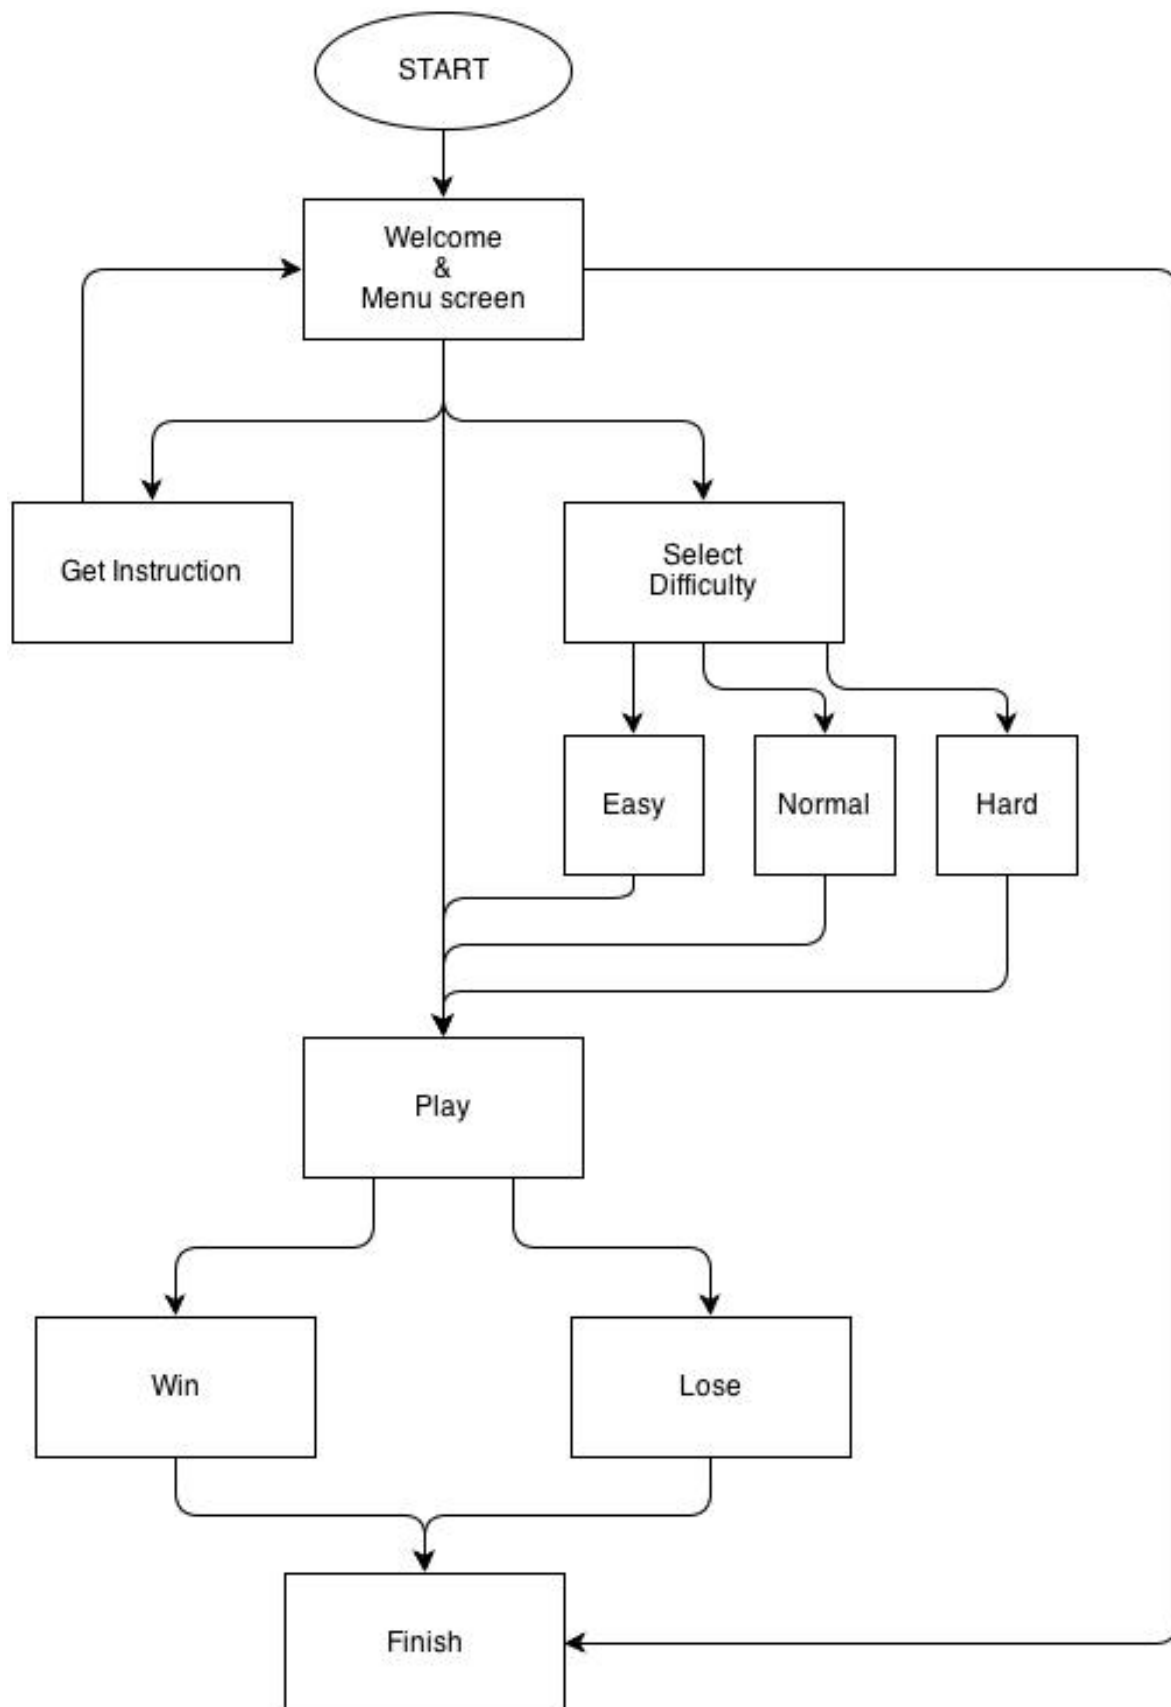 START
Welcome
&
Menu screen
Get Instruction
Select
Difficulty
Easy
Normal
Hard
Play
Win
Lose
Finish